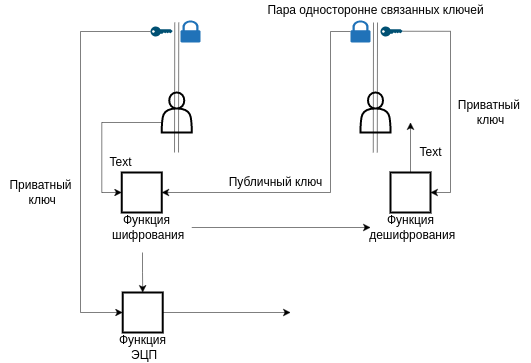 Пара односторонне связанных ключей
Приватный
ключ
Text
Text
Публичный ключ
Приватный
ключ
Функция
шифрования
Функция
дешифрования
Функция
ЭЦП